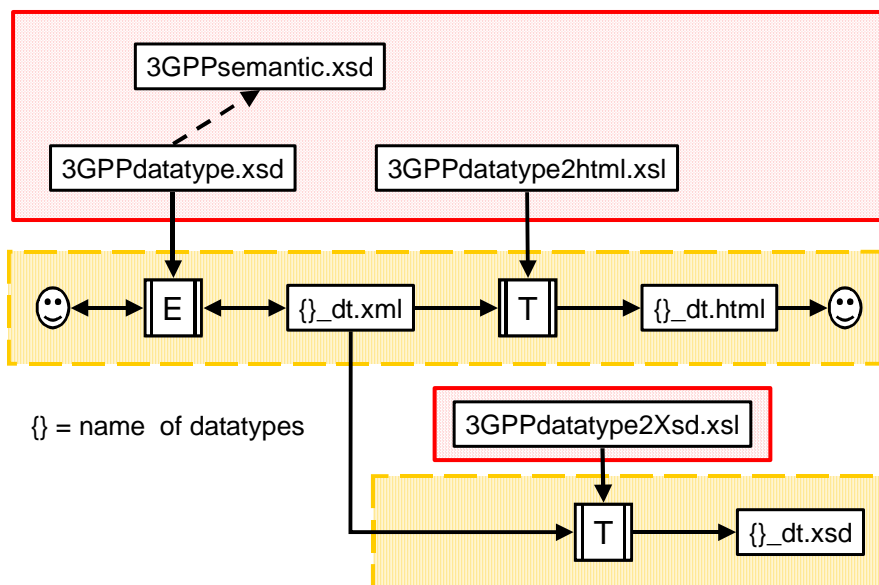 3GPPsemantic.xsd
3GPPdatatype.xsd
3GPPdatatype2html.xsl
E
{}_dt.xml
T
{}_dt.html
{} = name of datatypes
3GPPdatatype2Xsd.xsl
T
{}_dt.xsd